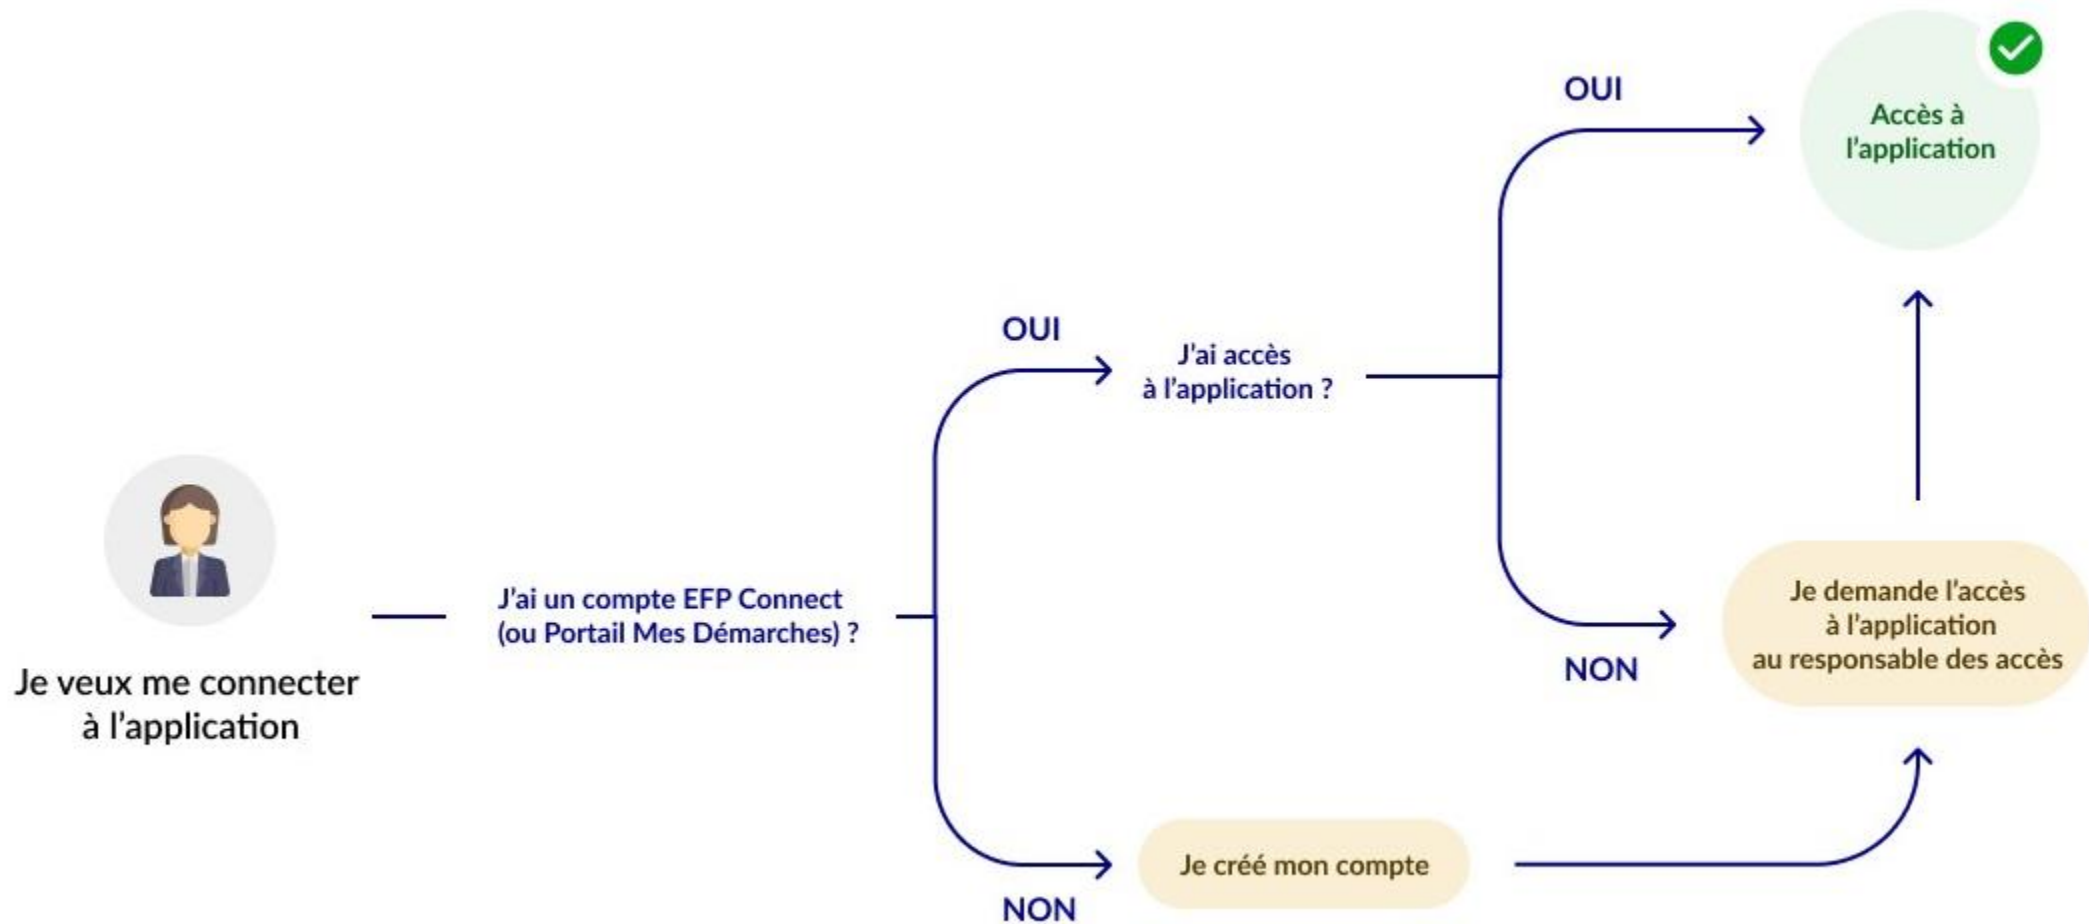 Je veux me connecter
à l'application
J'ai un compte EFP Connect
(ou Portail Mes Démarches) ?
OUI
J'ai accès
à l'application ?
OUI
Accès à
l'application
NON
Je demande l'accès
à l'application
au responsable des accès
NON
Je créé mon compte